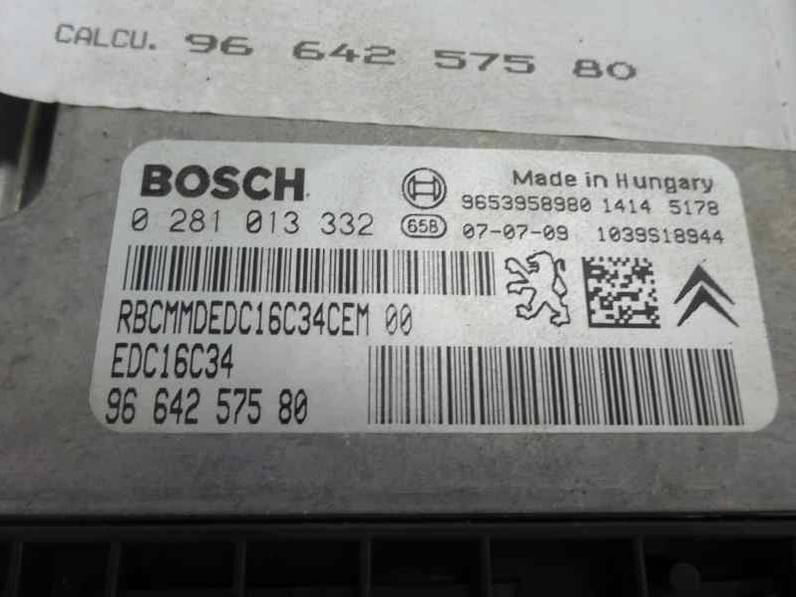 CALCU. 96 642 575 80
BOSCH
Made in Hungary
9653958980 1414 5178
0 281 013 332 658 07-07-09 1039S18944
RBCMMDEDC16C34CEM 00
EDC16C34
96 642 575 80